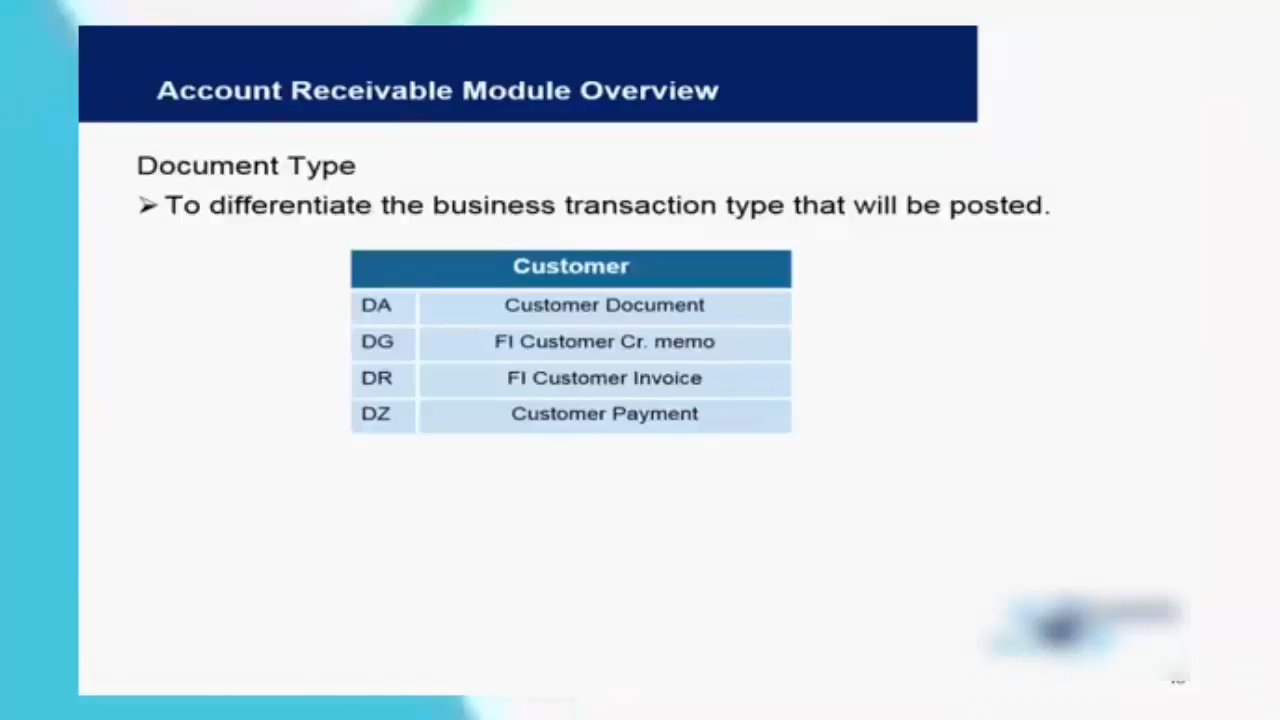 Account Receivable Module Overview
Document Type
➢ To differentiate the business transaction type that will be posted.
Customer
DA Customer Document
DG FI Customer Cr. memo
DR FI Customer Invoice
DZ Customer Payment